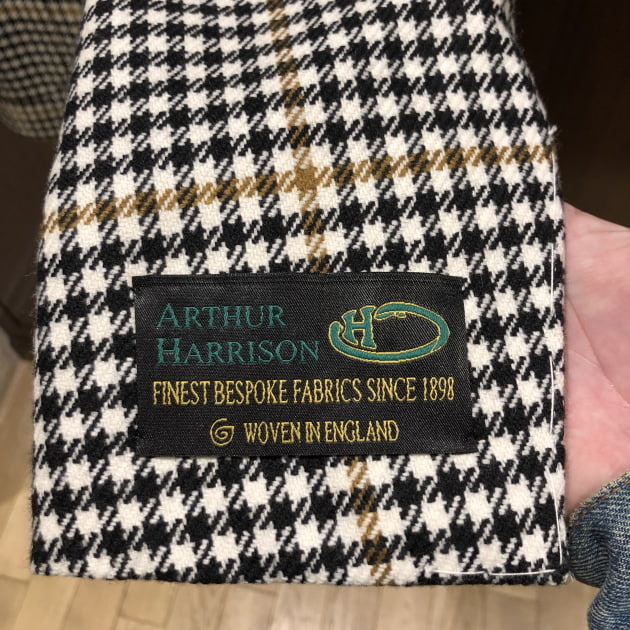 ARTHUR
HARRISON
H
FINEST BESPOKE FABRICS SINCE 1898
WOVEN IN ENGLAND